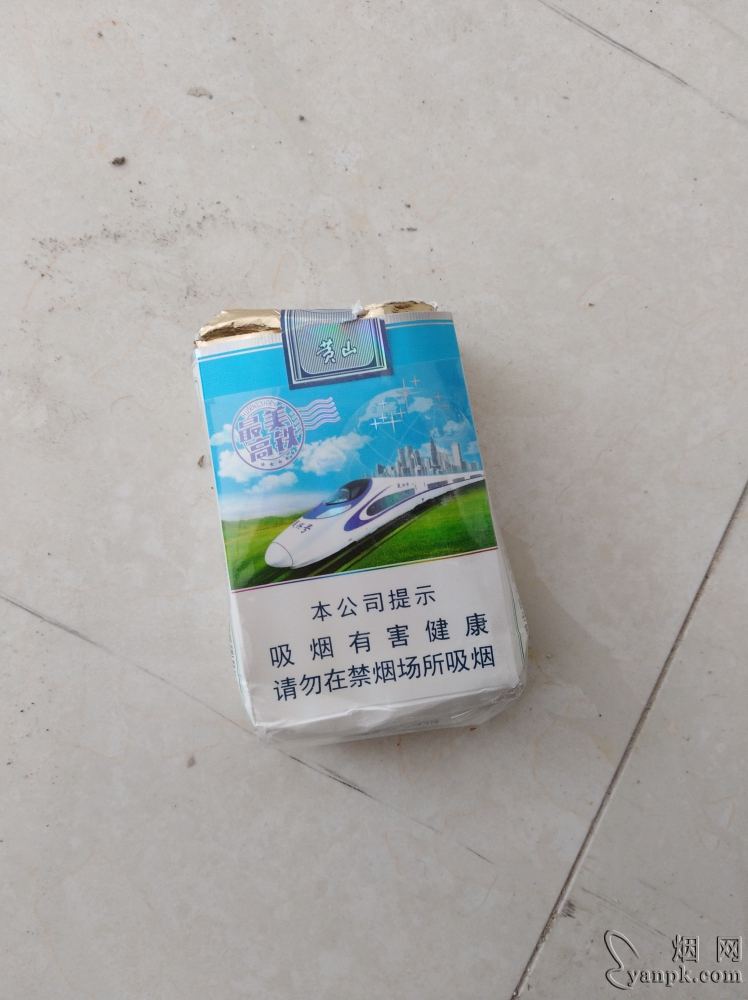 黄山
最美
高铁
本公司提示
吸烟有害健康
请勿在禁烟场所吸烟
烟网
yanpk.com